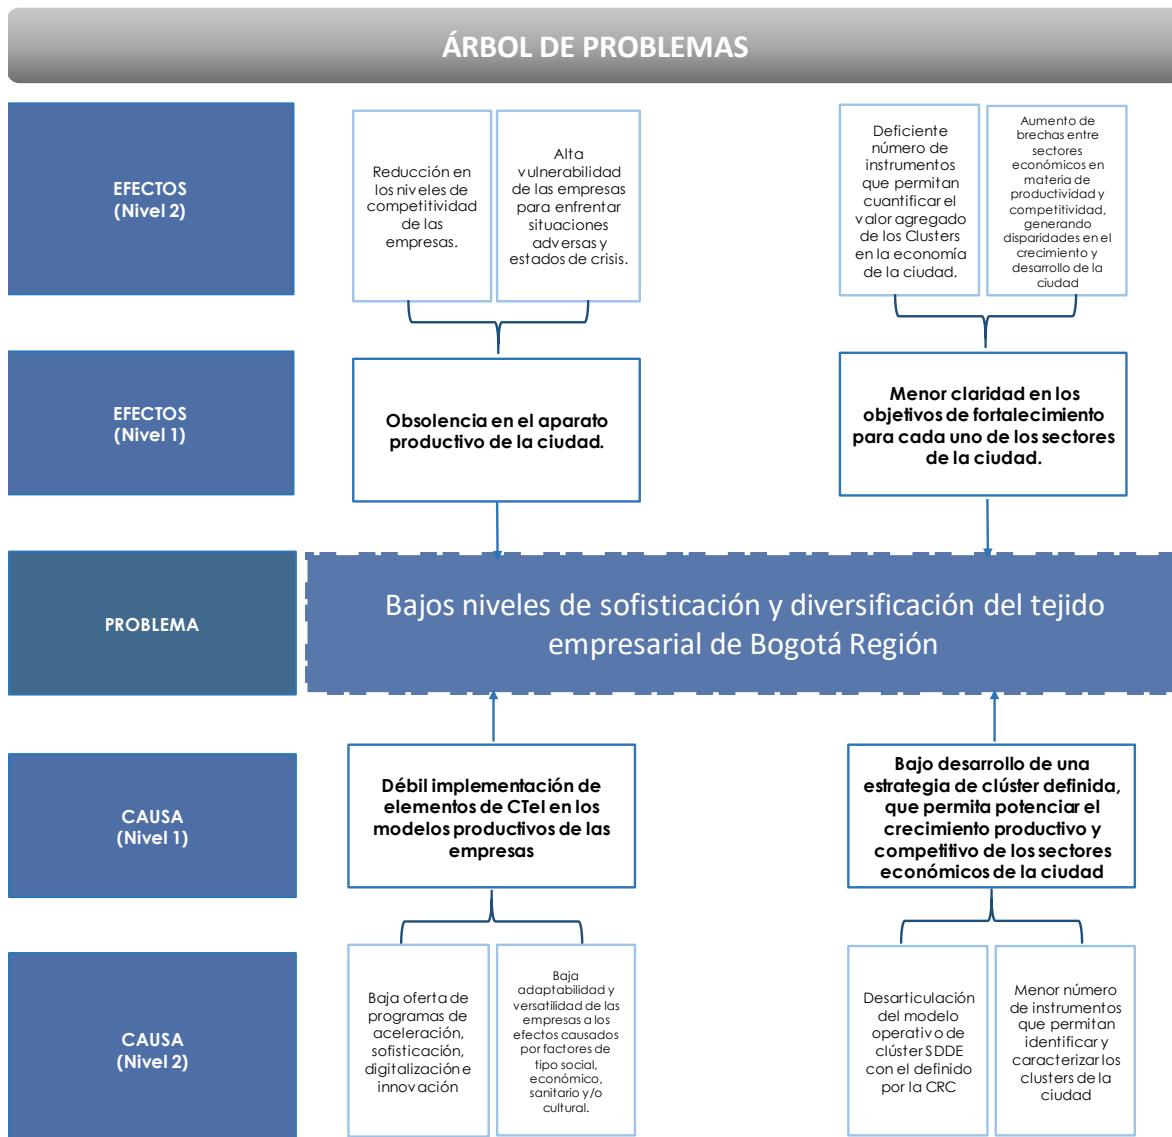 ÁRBOL DE PROBLEMAS
EFECTOS
(Nivel 2)
Reducción en
los niveles de
competitividad
de las
empresas.
Alta
vulnerabilidad
de las empresas
para enfrentar
situaciones
adversas y
estados de crisis.
Deficiente
número de
instrumentos
que permitan
cuantificar el
valor agregado
de los Clusters
en la economía
de la ciudad.
Aumento de
brechas entre
sectores
económicos en
materia de
productividad y
competitividad,
generando
disparidades en el
crecimiento y
desarrollo de la
ciudad
EFECTOS
(Nivel 1)
Obsolencia en el aparato
productivo de la ciudad.
Menor claridad en los
objetivos de fortalecimiento
para cada uno de los sectores
de la ciudad.
PROBLEMA
Bajos niveles de sofisticación y diversificación del tejido
empresarial de Bogotá Región
CAUSA
(Nivel 1)
Débil implementación de
elementos de CTeI en los
modelos productivos de las
empresas
Bajo desarrollo de una
estrategia de clúster definida,
que permita potenciar el
crecimiento productivo y
competitivo de los sectores
económicos de la ciudad
CAUSA
(Nivel 2)
Baja oferta de
programas de
aceleración,
sofisticación,
digitalización e
innovación
Baja
adaptabilidad y
versatilidad de las
empresas a los
efectos causados
por factores de
tipo social,
económico,
sanitario y/o
cultural.
Desarticulación
del modelo
operativo de
clúster SDDE
con el definido
por la CRC
Menor número
de instrumentos
que permitan
identificar y
caracterizar los
clusters de la
ciudad